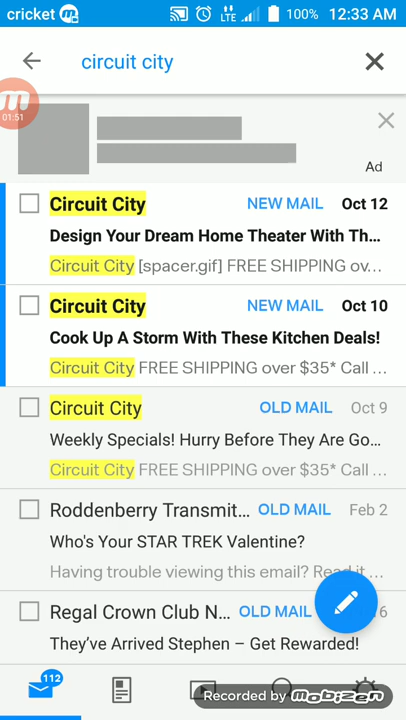 cricket LTE 100% 12:33 AM
circuit city
01:51
Ad
Circuit City NEW MAIL Oct 12
Design Your Dream Home Theater With Th...
Circuit City [spacer.gif] FREE SHIPPING ov...
Circuit City NEW MAIL Oct 10
Cook Up A Storm With These Kitchen Deals!
Circuit City FREE SHIPPING over $35* Call ...
Circuit City OLD MAIL Oct 9
Weekly Specials! Hurry Before They Are Go...
Circuit City FREE SHIPPING over $35* Call ...
Roddenberry Transmit... OLD MAIL Feb 2
Who's Your STAR TREK Valentine?
Having trouble viewing this email? Read it ...
Regal Crown Club N... OLD MAIL 6
They've Arrived Stephen – Get Rewarded!
112
Recorded by mobizen